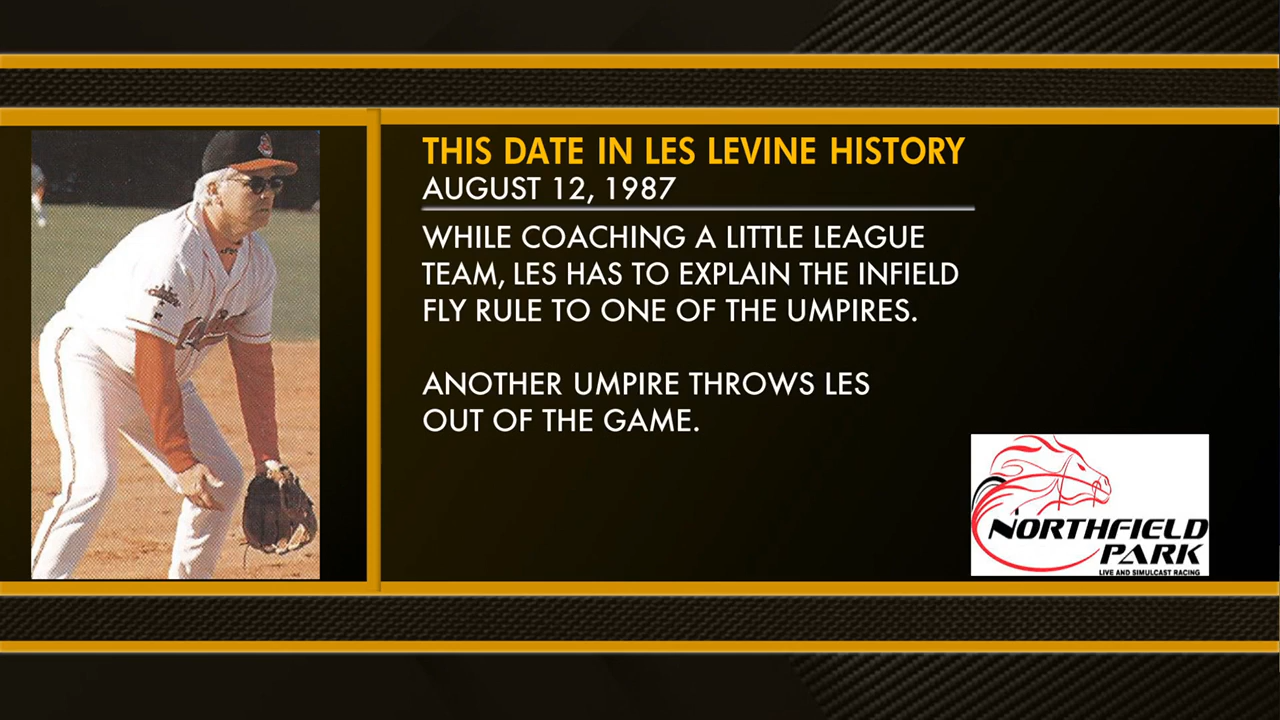 THIS DATE IN LES LEVINE HISTORY
AUGUST 12, 1987
WHILE COACHING A LITTLE LEAGUE
TEAM, LES HAS TO EXPLAIN THE INFIELD
FLY RULE TO ONE OF THE UMPIRES.
ANOTHER UMPIRE THROWS LES
OUT OF THE GAME.
NORTHFIELD
PARK
LIVE AND SIMULCAST RACING